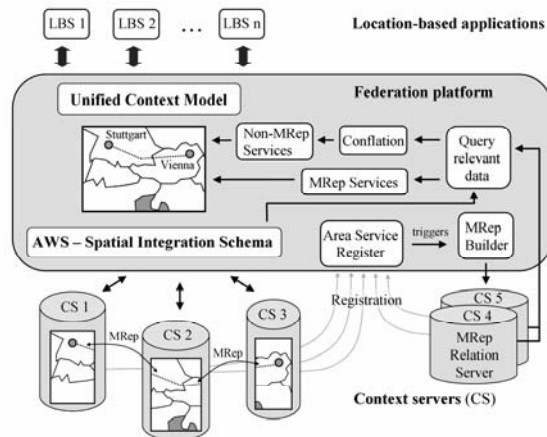 LBS 1
LBS 2
...
LBS n
Location-based applications
Unified Context Model
Federation platform
Stuttgart
Vienna
Non-MRep
Services
Conflation
Query
relevant
data
MRep Services
AWS – Spatial Integration Schema
Area Service
Register
triggers
MRep
Builder
CS 1
CS 2
CS 3
MRep
MRep
Registration
CS 5
CS 4
MRep
Relation
Server
Context servers (CS)